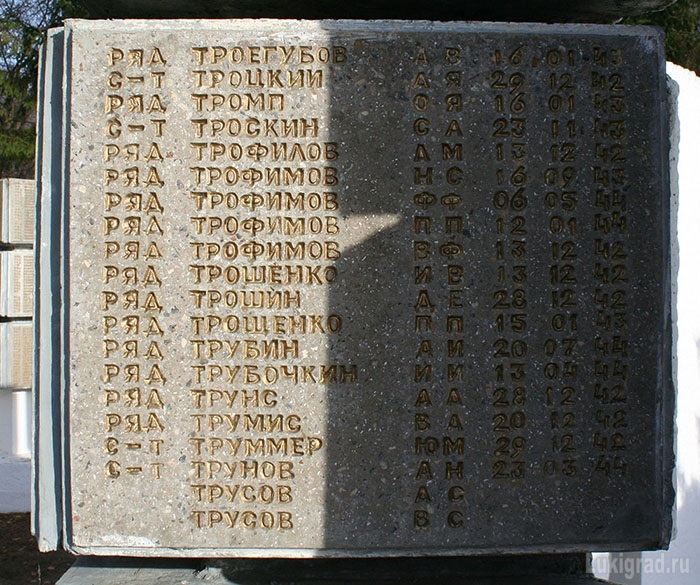 РЯД ТРОЕГУБОВ А В 16 01 43
С-Т ТРОЦКИЙ А Я 29 12 42
РЯД ТРОМП О Я 16 01 43
С-Т ТРОСКИН С А 23 11 43
РЯД ТРОФИЛОВ А М 13 12 42
РЯД ТРОФИМОВ Н С 16 09 43
РЯД ТРОФИМОВ Ф Ф 06 05 44
РЯД ТРОФИМОВ П П 12 01 44
РЯД ТРОФИМОВ В Ф 13 12 42
РЯД ТРОШЕНКО И В 13 12 42
РЯД ТРОШИН Д Е 28 12 42
РЯД ТРОЩЕНКО П П 15 01 43
РЯД ТРУБИН А И 20 07 44
РЯД ТРУБОЧКИН И И 13 04 44
РЯД ТРУНС А А 28 12 42
РЯД ТРУМИС В А 20 12 42
С-Т ТРУММЕР Ю М 29 12 42
С-Т ТРУНОВ А Н 23 03 44
ТРУСОВ А С
ТРУСОВ В С
lukigrad.ru